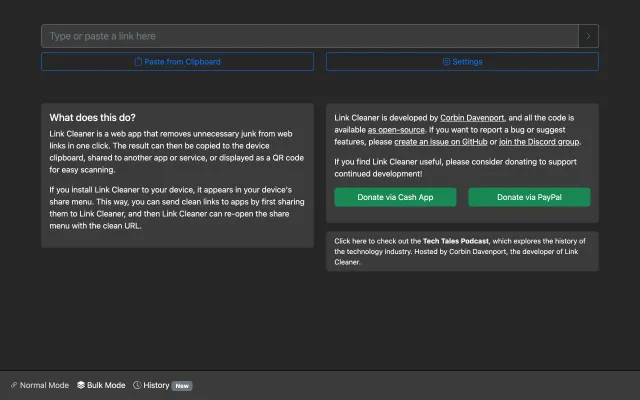 Type or paste a link here
Paste from Clipboard
Settings
What does this do?
Link Cleaner is a web app that removes unnecessary junk from web
links in one click. The result can then be copied to the device
clipboard, shared to another app or service, or displayed as a QR code
for easy scanning.
If you install Link Cleaner to your device, it appears in your device's
share menu. This way, you can send clean links to apps by first sharing
them to Link Cleaner, and then Link Cleaner can re-open the share
menu with the clean URL.
Link Cleaner is developed by Corbin Davenport, and all the code is
available as open-source. If you want to report a bug or suggest
features, please create an issue on GitHub or join the Discord group.
If you find Link Cleaner useful, please consider donating to support
continued development!
Donate via Cash App
Donate via PayPal
Click here to check out the Tech Tales Podcast, which explores the history of
the technology industry. Hosted by Corbin Davenport, the developer of Link
Cleaner.
Normal Mode Bulk Mode History New